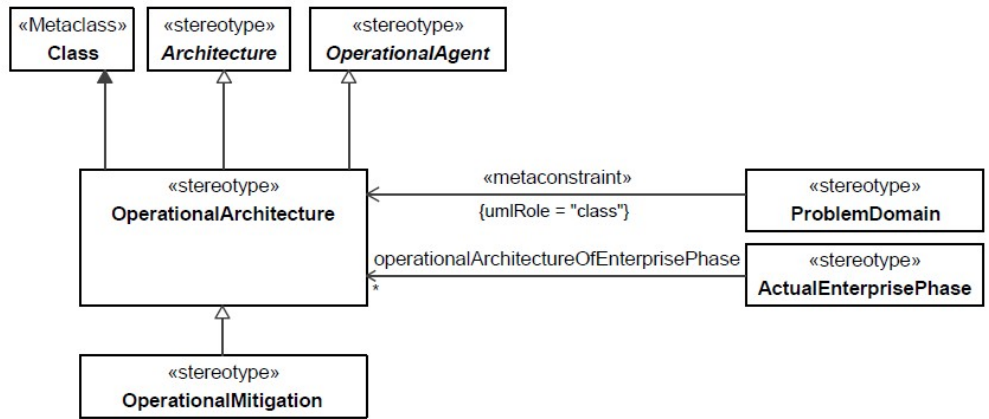 «Metaclass»
Class
«stereotype»
Architecture
«stereotype»
OperationalAgent
«stereotype»
OperationalArchitecture
«metaconstraint»
{umlRole = "class"}
«stereotype»
ProblemDomain
operationalArchitectureOfEnterprisePhase
*
«stereotype»
ActualEnterprisePhase
«stereotype»
OperationalMitigation